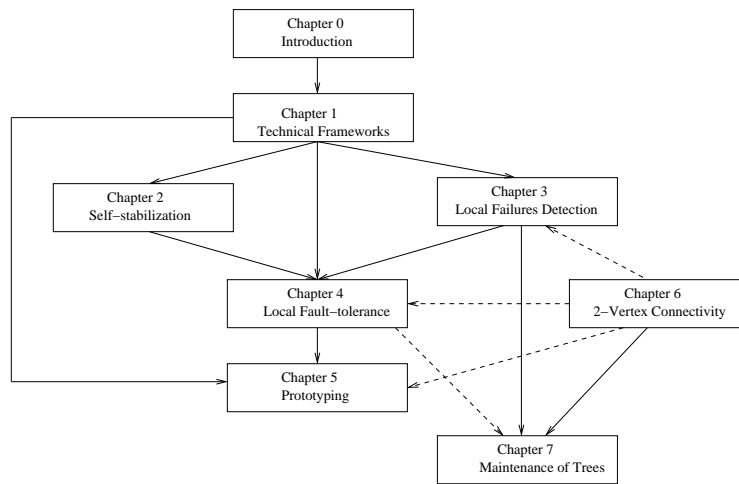 Chapter 0
Introduction
Chapter 1
Technical Frameworks
Chapter 2
Self−stabilization
Chapter 3
Local Failures Detection
Chapter 4
Local Fault−tolerance
Chapter 6
2−Vertex Connectivity
Chapter 5
Prototyping
Chapter 7
Maintenance of Trees